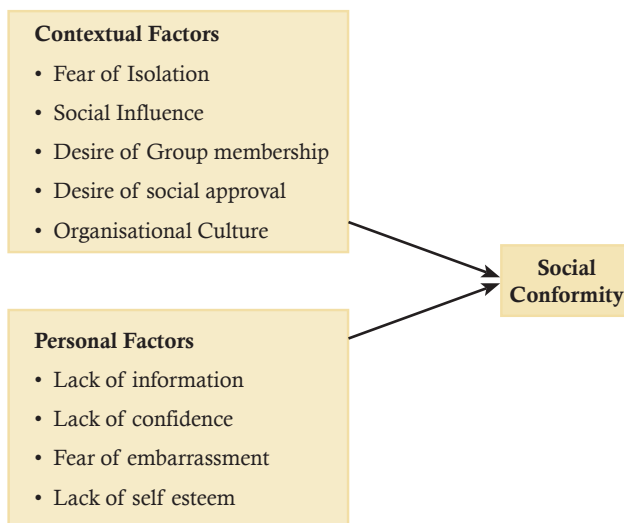 Contextual Factors
• Fear of Isolation
• Social Influence
• Desire of Group membership
• Desire of social approval
• Organisational Culture
Social
Conformity
Personal Factors
• Lack of information
• Lack of confidence
• Fear of embarrassment
• Lack of self esteem